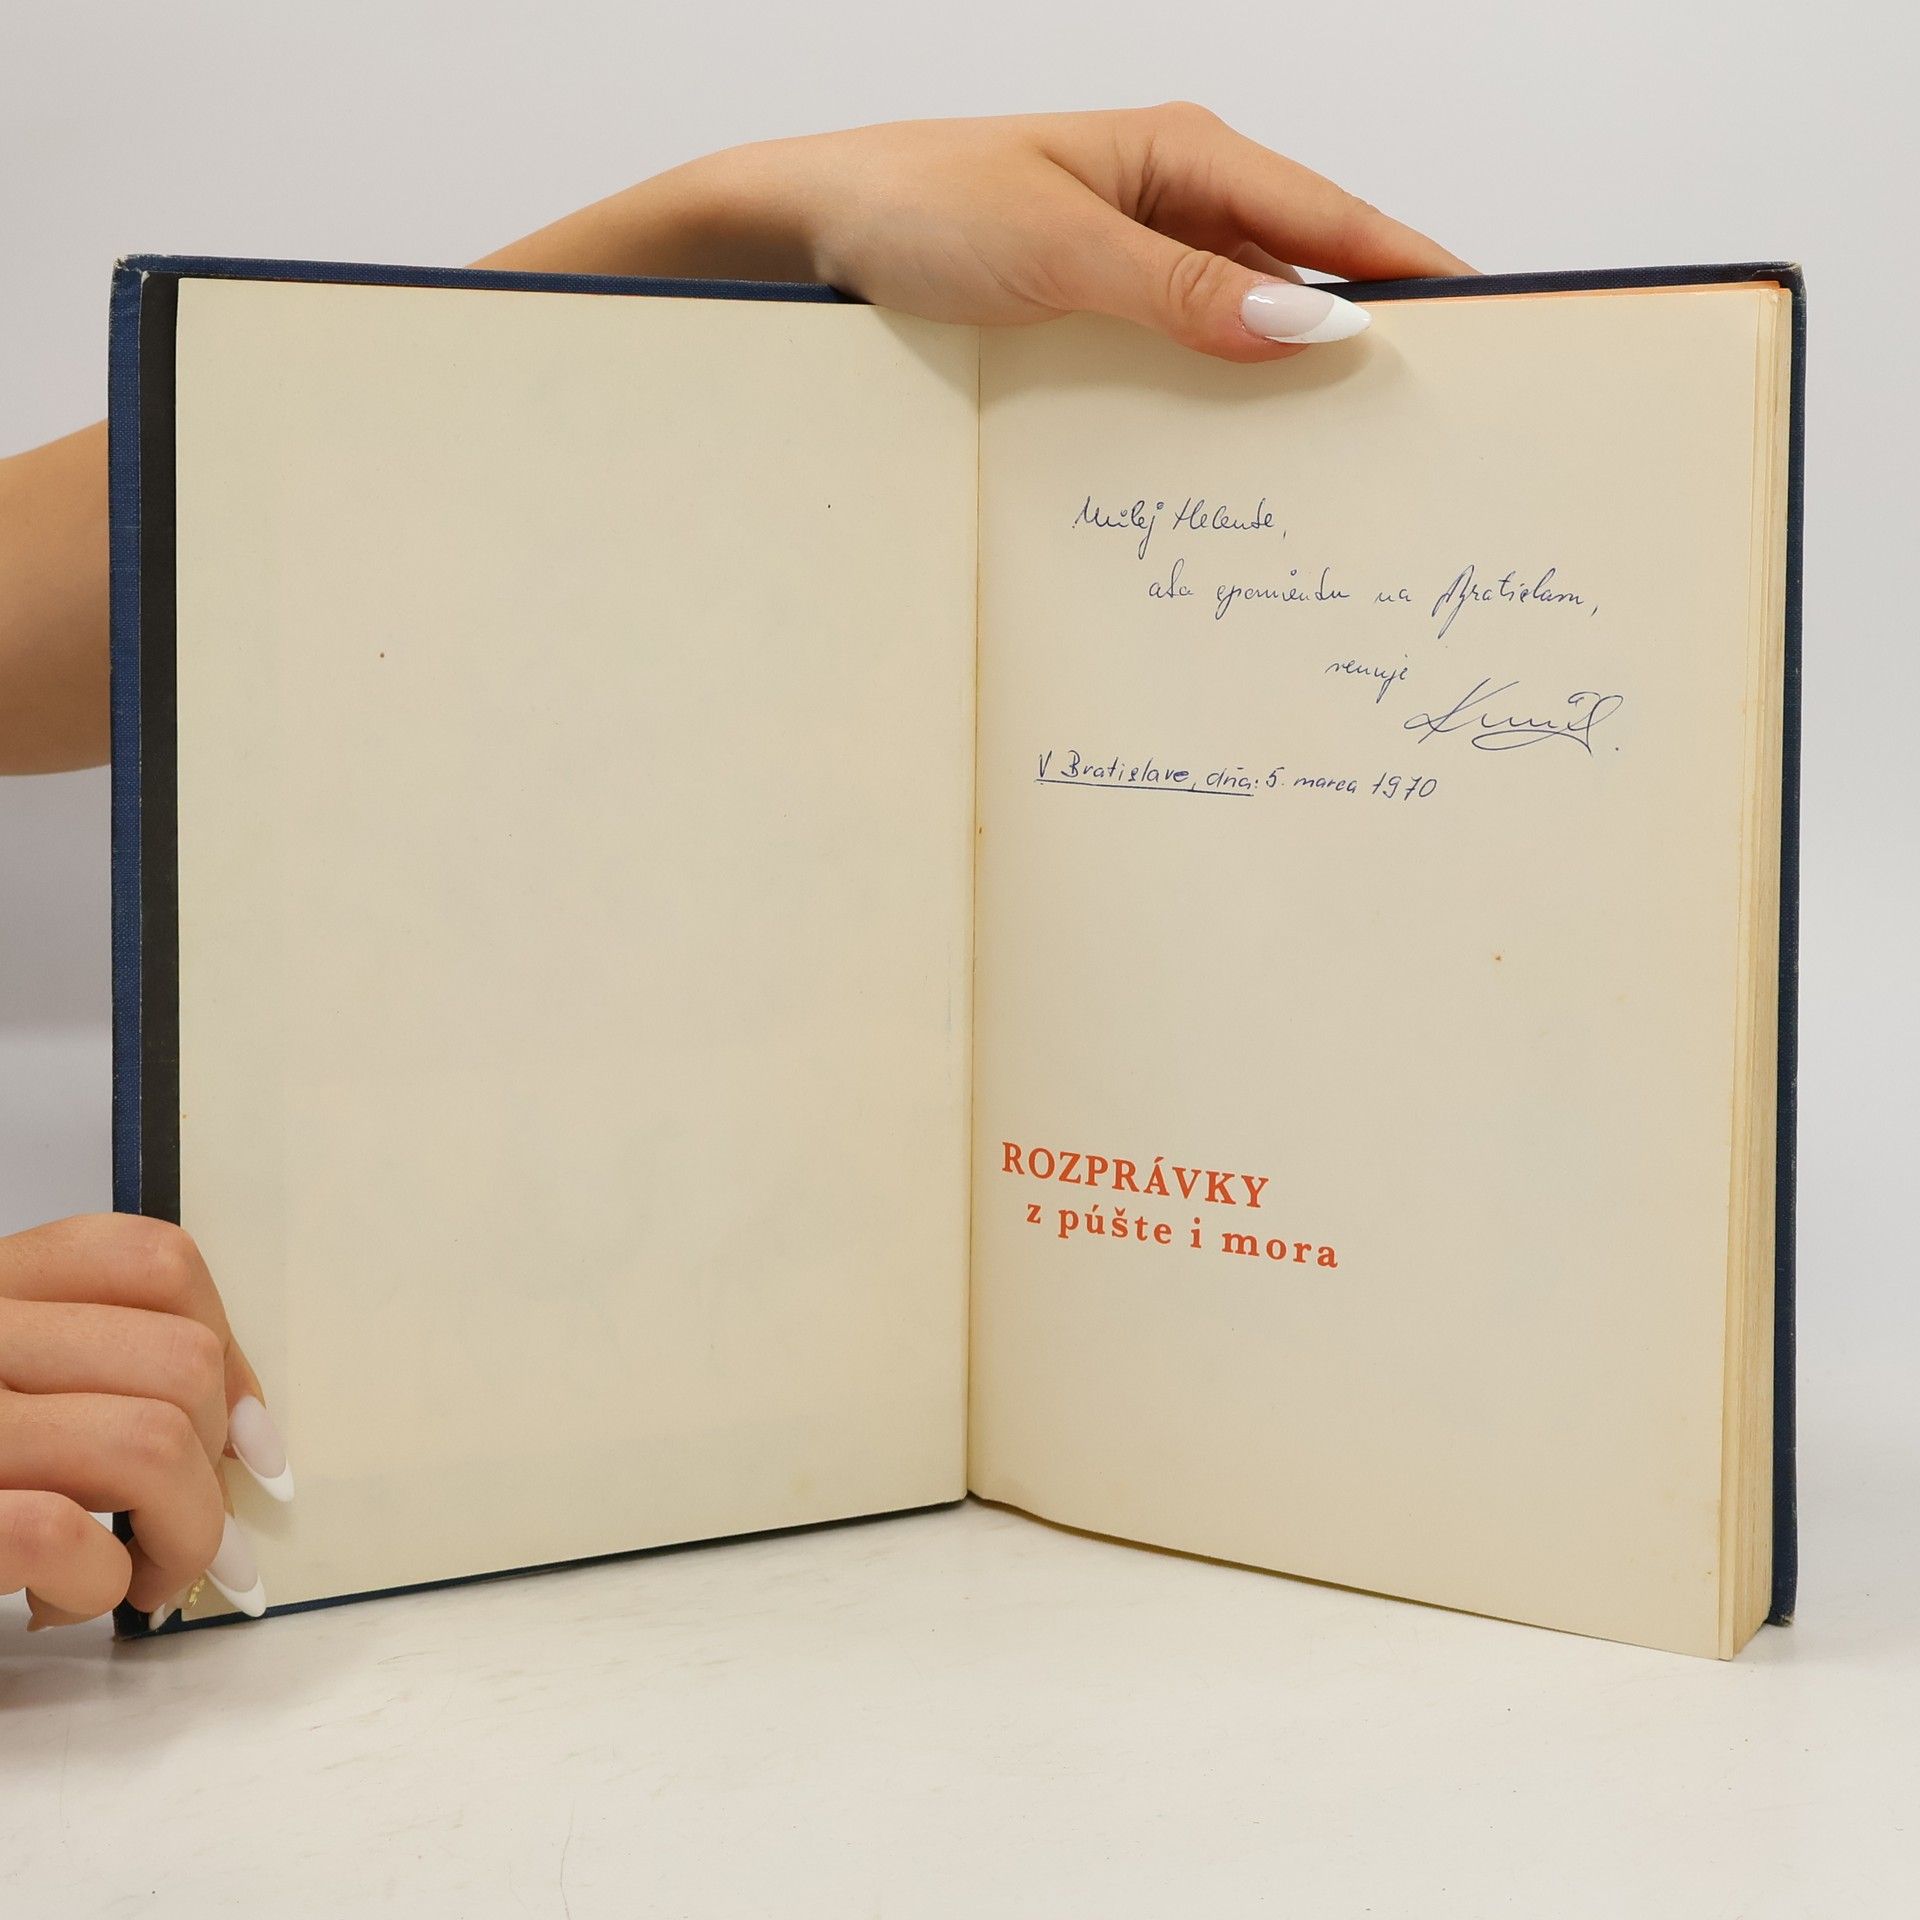 Milej Helenke,
ako spomienku na Bratislavu,
venuje
V Bratislave, dňa: 5. marca 1970
ROZPRÁVKY
z púšte i mora